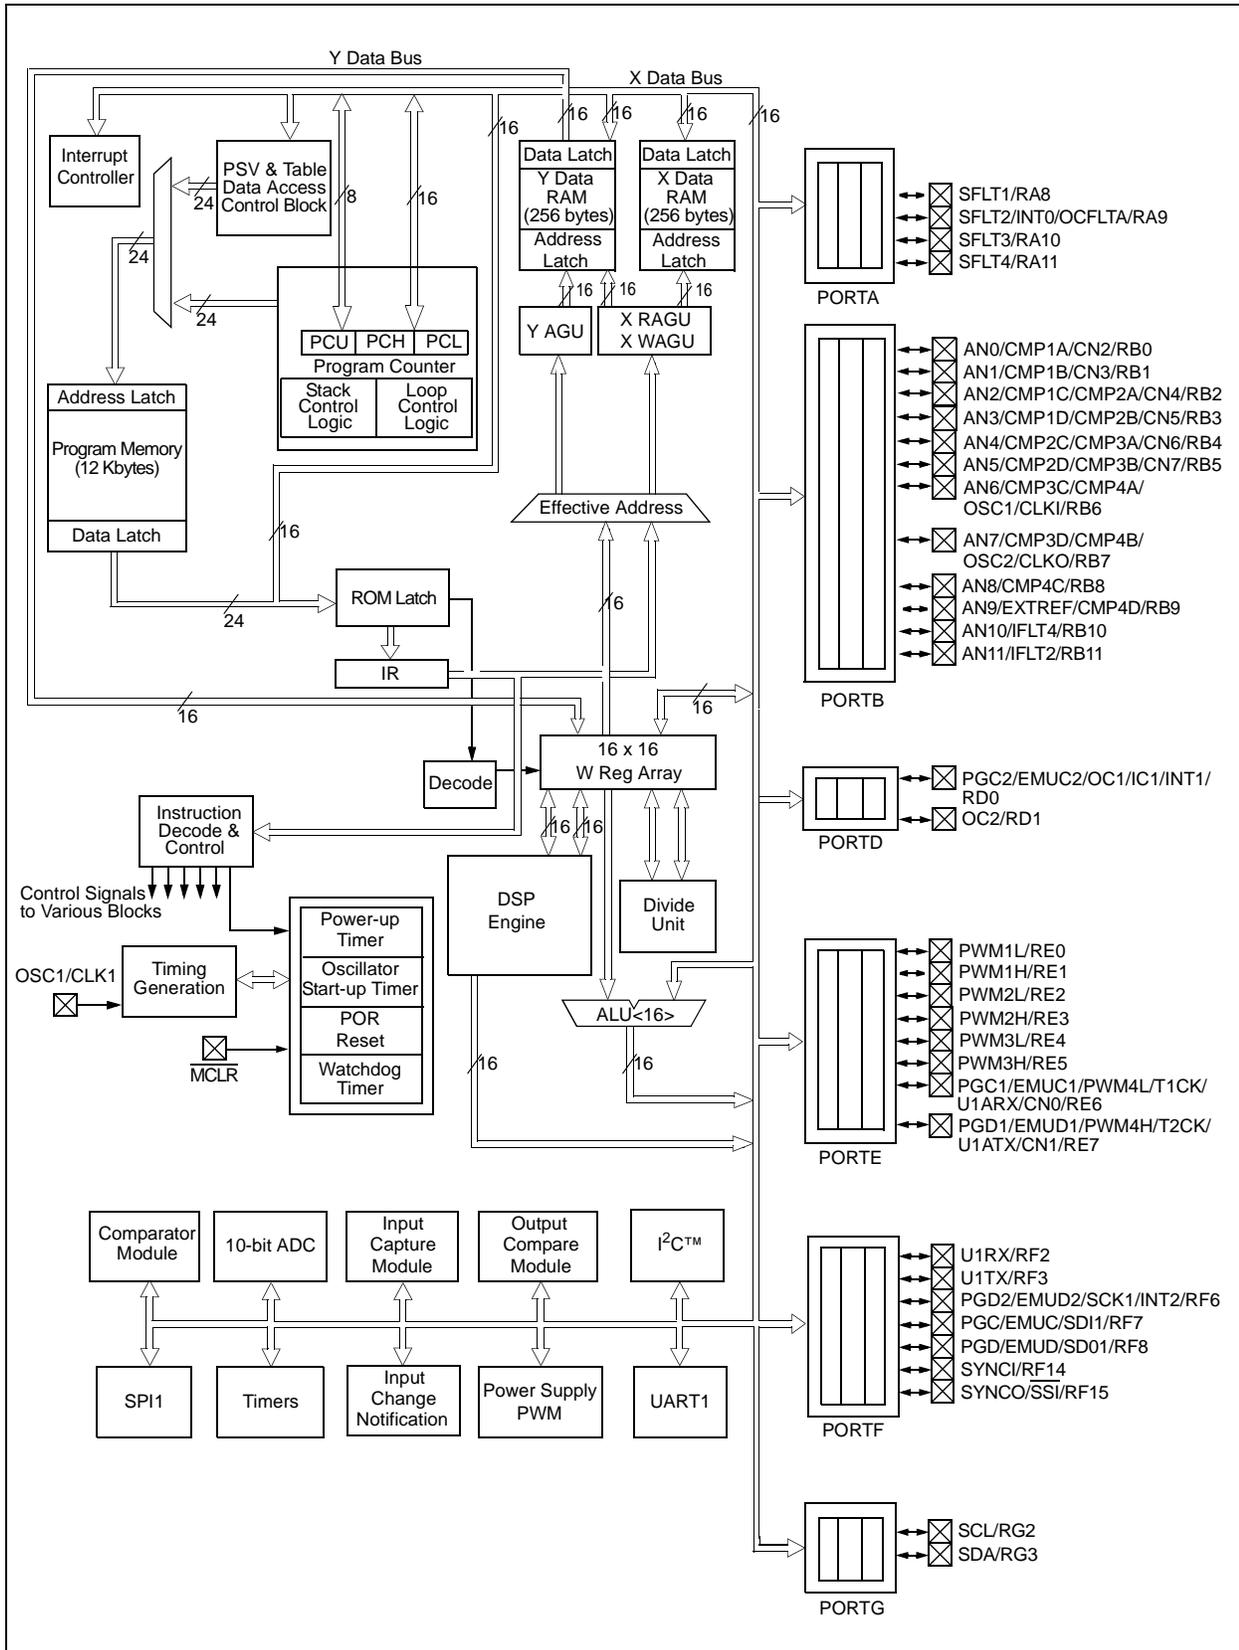 Y Data Bus
X Data Bus
16
16
16
16
16
Interrupt
Controller
PSV & Table
Data Access
Control Block
8
16
24
24
24
Data Latch
Y Data
RAM
(256 bytes)
Address
Latch
Data Latch
X Data
RAM
(256 bytes)
Address
Latch
16
16
16
Y AGU
X RAGU
X WAGU
PCU
PCH
PCL
Program Counter
Stack
Control
Logic
Loop
Control
Logic
Address Latch
Program Memory
(12 Kbytes)
Data Latch
Effective Address
16
24
ROM Latch
16
IR
16
16
16 x 16
W Reg Array
Decode
Instruction
Decode &
Control
Control Signals
to Various Blocks
16
16
DSP
Engine
Divide
Unit
Power-up
Timer
Oscillator
Start-up Timer
POR
Reset
Watchdog
Timer
OSC1/CLK1
Timing
Generation
MCLR
ALU<16>
16
16
Comparator
Module
10-bit ADC
Input
Capture
Module
Output
Compare
Module
I2C™
SPI1
Timers
Input
Change
Notification
Power Supply
PWM
UART1
SFLT1/RA8
SFLT2/INT0/OCFLTA/RA9
SFLT3/RA10
SFLT4/RA11
PORTA
AN0/CMP1A/CN2/RB0
AN1/CMP1B/CN3/RB1
AN2/CMP1C/CMP2A/CN4/RB2
AN3/CMP1D/CMP2B/CN5/RB3
AN4/CMP2C/CMP3A/CN6/RB4
AN5/CMP2D/CMP3B/CN7/RB5
AN6/CMP3C/CMP4A/
OSC1/CLKI/RB6
AN7/CMP3D/CMP4B/
OSC2/CLKO/RB7
AN8/CMP4C/RB8
AN9/EXTREF/CMP4D/RB9
AN10/IFLT4/RB10
AN11/IFLT2/RB11
PORTB
PGC2/EMUC2/OC1/IC1/INT1/
RD0
OC2/RD1
PORTD
PWM1L/RE0
PWM1H/RE1
PWM2L/RE2
PWM2H/RE3
PWM3L/RE4
PWM3H/RE5
PGC1/EMUC1/PWM4L/T1CK/
U1ARX/CN0/RE6
PGD1/EMUD1/PWM4H/T2CK/
U1ATX/CN1/RE7
PORTE
U1RX/RF2
U1TX/RF3
PGD2/EMUD2/SCK1/INT2/RF6
PGC/EMUC/SDI1/RF7
PGD/EMUD/SD01/RF8
SYNCI/RF14
SYNCO/SSI/RF15
PORTF
SCL/RG2
SDA/RG3
PORTG